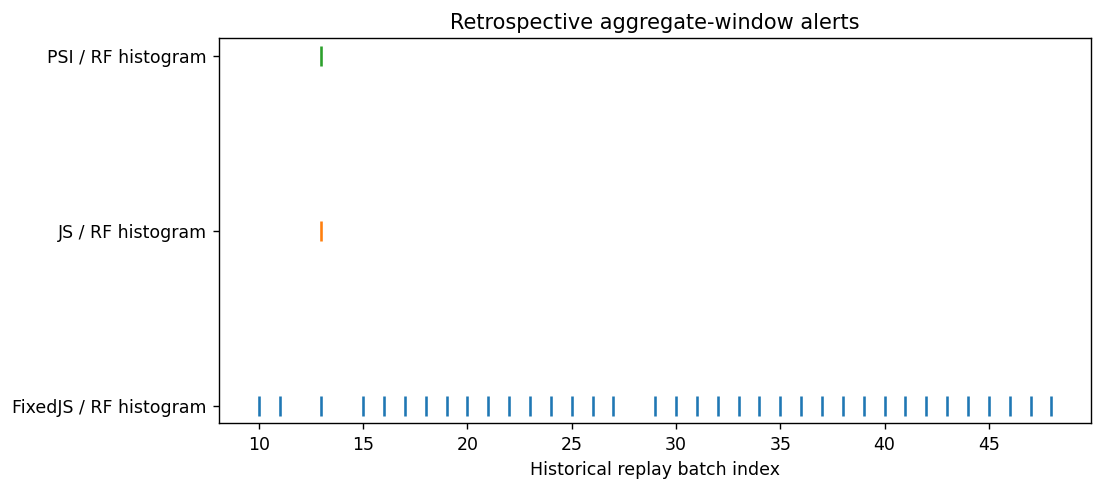 Retrospective aggregate-window alerts
PSI / RF histogram
JS / RF histogram
FixedJS / RF histogram
10 15 20 25 30 35 40 45
Historical replay batch index